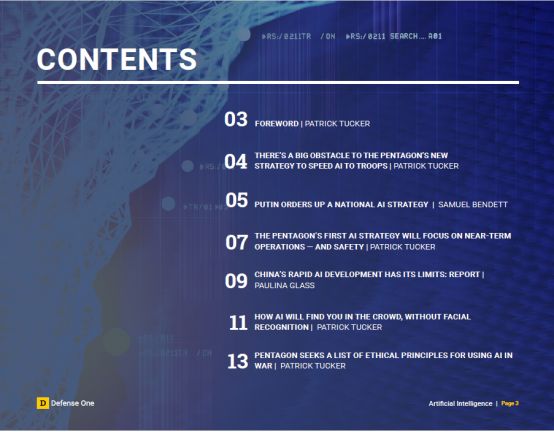 ▶RS:/0211TR /DN ▶RS:/0211 SEARCH....A01
CONTENTS
03 FOREWORD | PATRICK TUCKER
04 THERE'S A BIG OBSTACLE TO THE PENTAGON'S NEW
STRATEGY TO SPEED AI TO TROOPS | PATRICK TUCKER
05 PUTIN ORDERS UP A NATIONAL AI STRATEGY | SAMUEL BENDETT
07 THE PENTAGON'S FIRST AI STRATEGY WILL FOCUS ON NEAR-TERM
OPERATIONS — AND SAFETY | PATRICK TUCKER
09 CHINA'S RAPID AI DEVELOPMENT HAS ITS LIMITS: REPORT |
PAULINA GLASS
11 HOW AI WILL FIND YOU IN THE CROWD, WITHOUT FACIAL
RECOGNITION | PATRICK TUCKER
13 PENTAGON SEEKS A LIST OF ETHICAL PRINCIPLES FOR USING AI IN
WAR | PATRICK TUCKER
D Defense One
Artificial Intelligence | Page 3